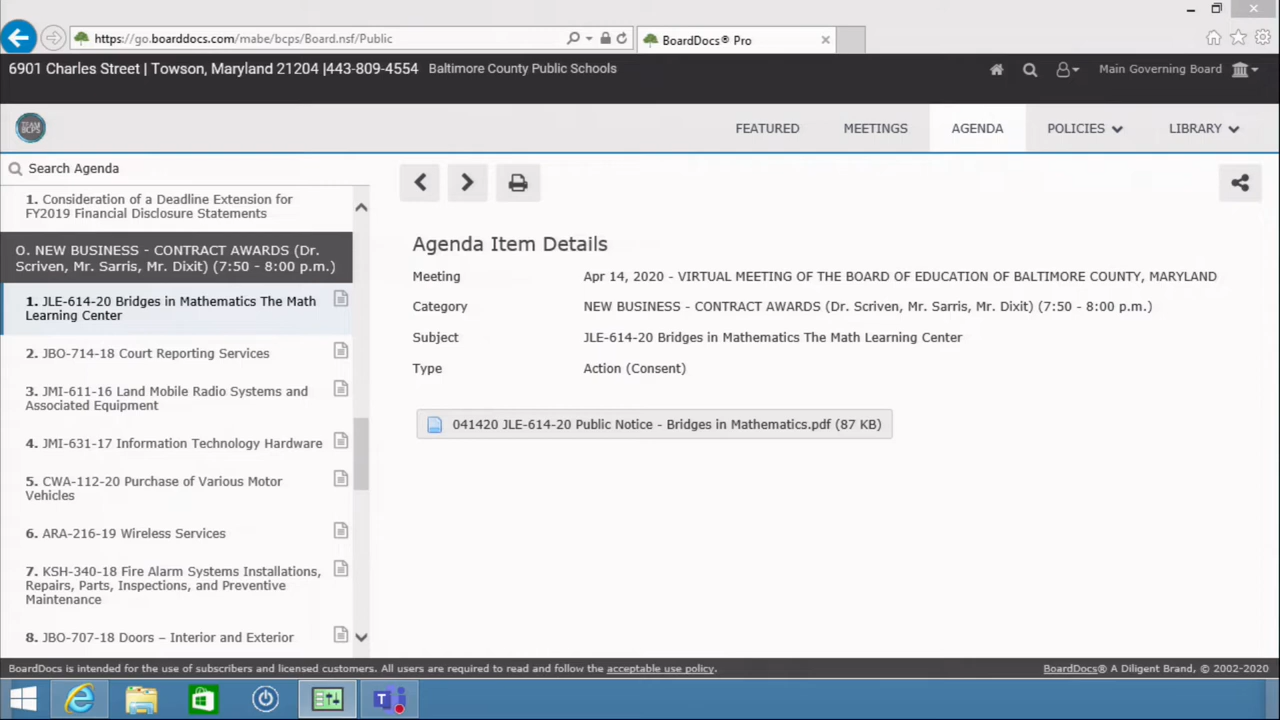 https://go.boarddocs.com/mabe/bcps/Board.nsf/Public
BoardDocs® Pro
6901 Charles Street | Towson, Maryland 21204 |443-809-4554 Baltimore County Public Schools
Main Governing Board
TEAM BCPS
FEATURED MEETINGS AGENDA POLICIES LIBRARY
Search Agenda
1. Consideration of a Deadline Extension for
FY2019 Financial Disclosure Statements
O. NEW BUSINESS - CONTRACT AWARDS (Dr.
Scriven, Mr. Sarris, Mr. Dixit) (7:50 - 8:00 p.m.)
1. JLE-614-20 Bridges in Mathematics The Math
Learning Center
2. JBO-714-18 Court Reporting Services
3. JMI-611-16 Land Mobile Radio Systems and
Associated Equipment
4. JMI-631-17 Information Technology Hardware
5. CWA-112-20 Purchase of Various Motor
Vehicles
6. ARA-216-19 Wireless Services
7. KSH-340-18 Fire Alarm Systems Installations,
Repairs, Parts, Inspections, and Preventive
Maintenance
8. JBO-707-18 Doors – Interior and Exterior
Agenda Item Details
Meeting Apr 14, 2020 - VIRTUAL MEETING OF THE BOARD OF EDUCATION OF BALTIMORE COUNTY, MARYLAND
Category NEW BUSINESS - CONTRACT AWARDS (Dr. Scriven, Mr. Sarris, Mr. Dixit) (7:50 - 8:00 p.m.)
Subject JLE-614-20 Bridges in Mathematics The Math Learning Center
Type Action (Consent)
041420 JLE-614-20 Public Notice - Bridges in Mathematics.pdf (87 KB)
BoardDocs is intended for the use of subscribers and licensed customers. All users are required to read and follow the acceptable use policy.
BoardDocs® A Diligent Brand, © 2002-2020